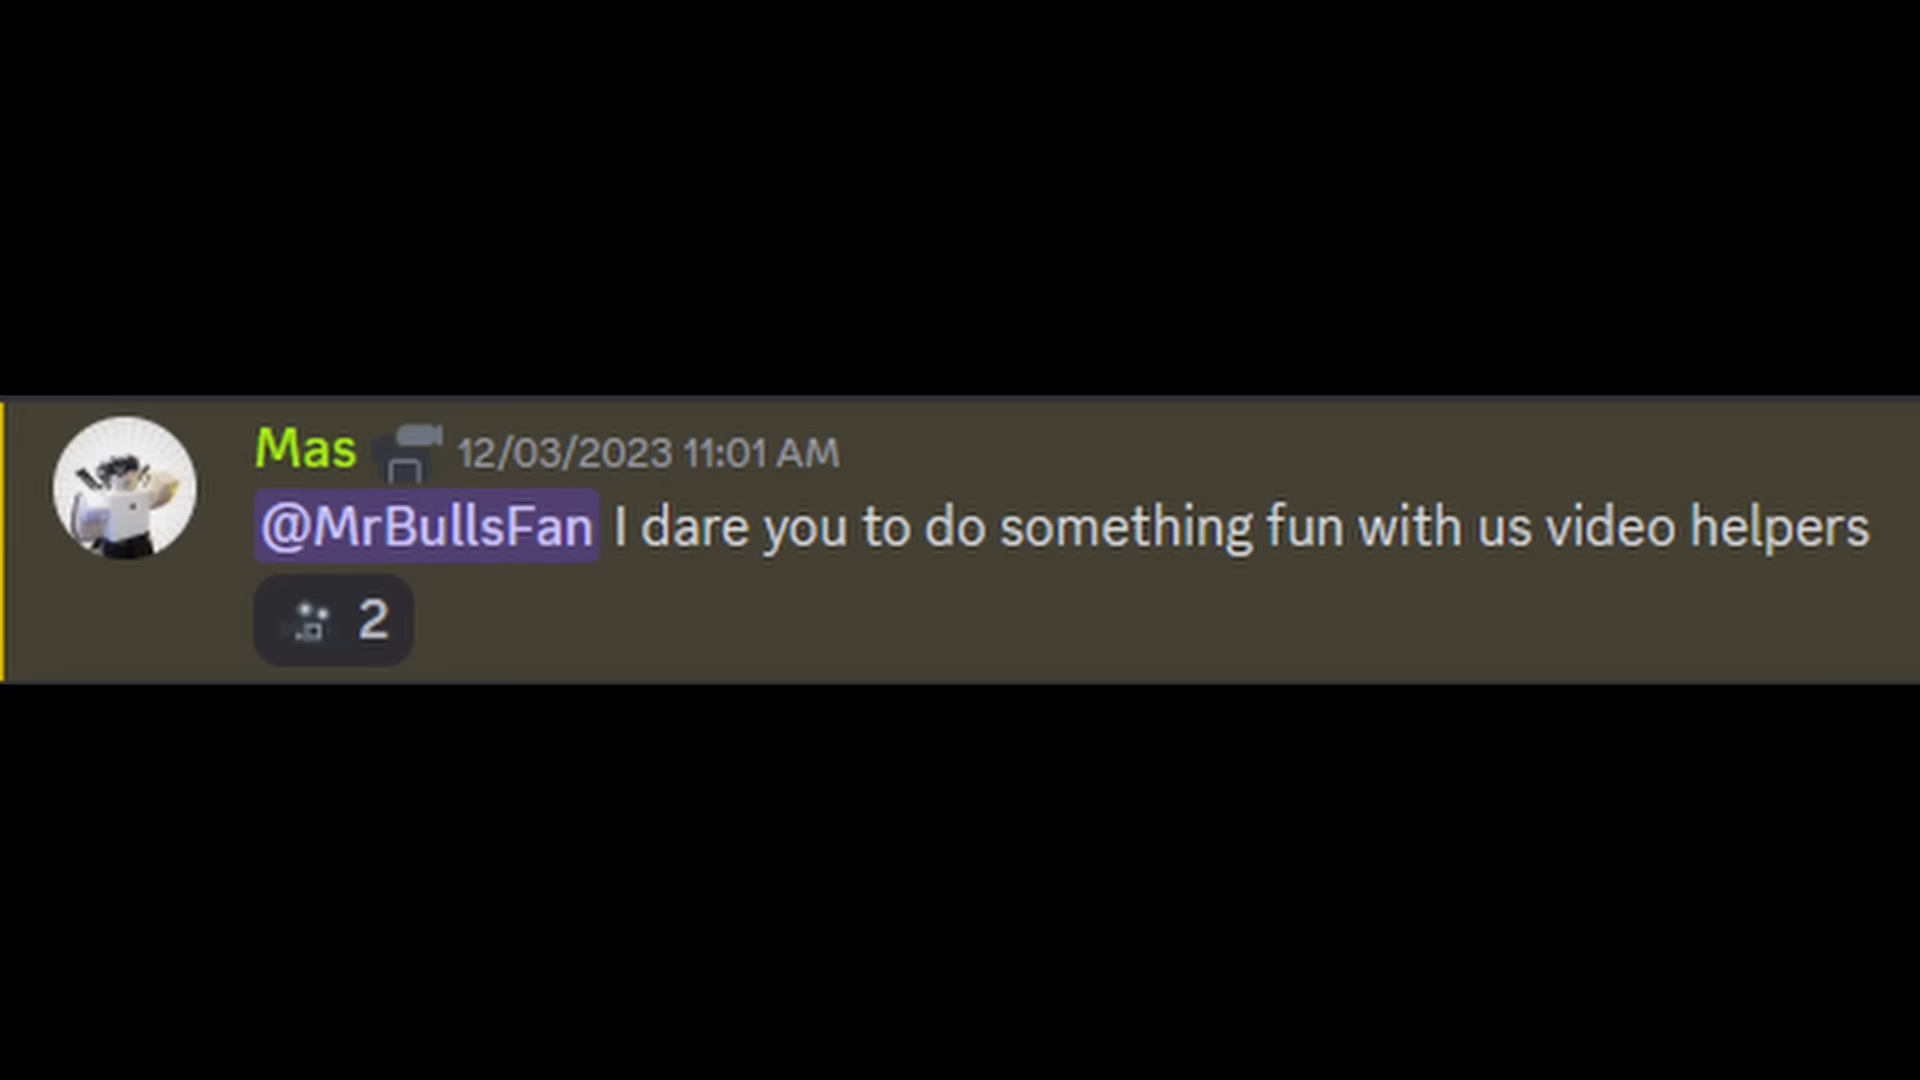 Mas 12/03/2023 11:01 AM
@MrBullsFan I dare you to do something fun with us video helpers
2